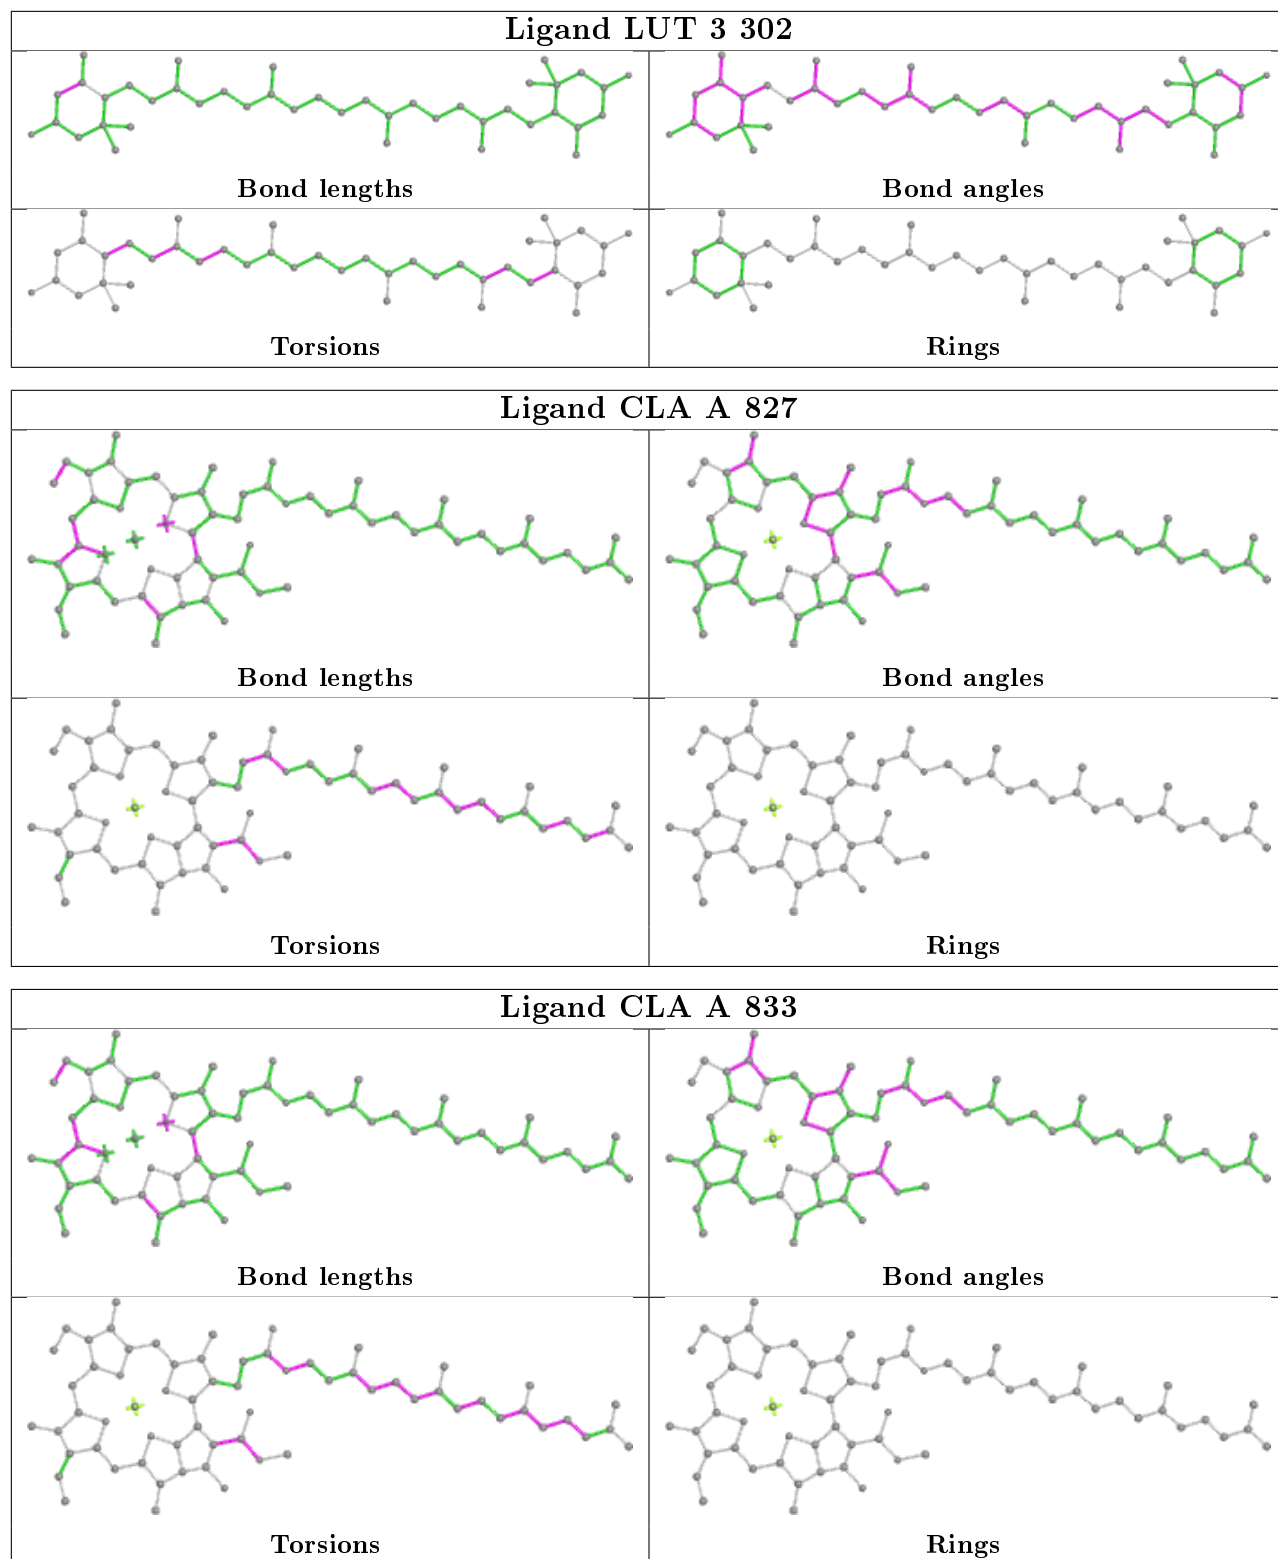 Ligand LUT 3 302
Bond lengths
Bond angles
Torsions
Rings
Ligand CLA A 827
Bond lengths
Bond angles
Torsions
Rings
Ligand CLA A 833
Bond lengths
Bond angles
Torsions
Rings